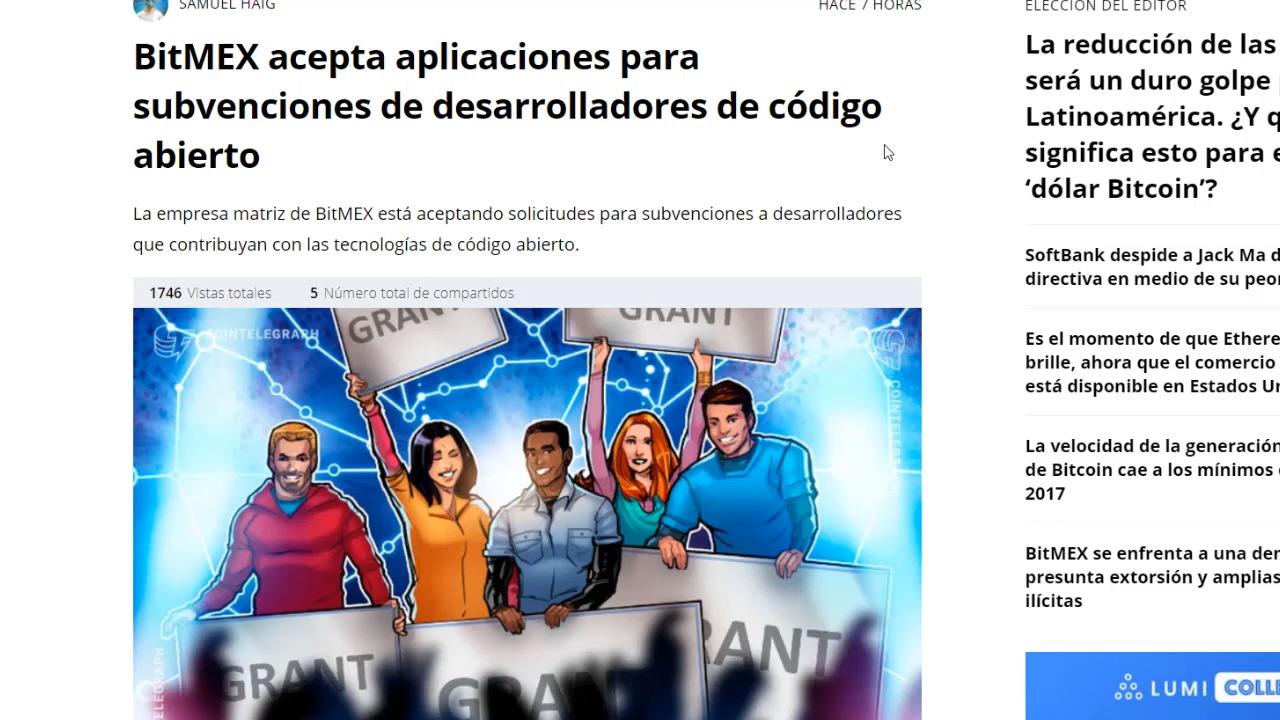 SAMUEL HAIG
HACE 7 HORAS
BitMEX acepta aplicaciones para
subvenciones de desarrolladores de código
abierto
La empresa matriz de BitMEX está aceptando solicitudes para subvenciones a desarrolladores
que contribuyan con las tecnologías de código abierto.
1746 Vistas totales 5 Número total de compartidos
GRANT
GRANT
COINTELEGRAPH
COINTELEGRAPH
GRANT
GRANT
GRANT
ELECCIÓN DEL EDITOR
La reducción de las
será un duro golpe
Latinoamérica. ¿Y q
significa esto para e
‘dólar Bitcoin’?
SoftBank despide a Jack Ma d
directiva en medio de su peor
Es el momento de que Ethere
brille, ahora que el comercio
está disponible en Estados Un
La velocidad de la generación
de Bitcoin cae a los mínimos
2017
BitMEX se enfrenta a una der
presunta extorsión y amplias
ilícitas
LUMI COLLE